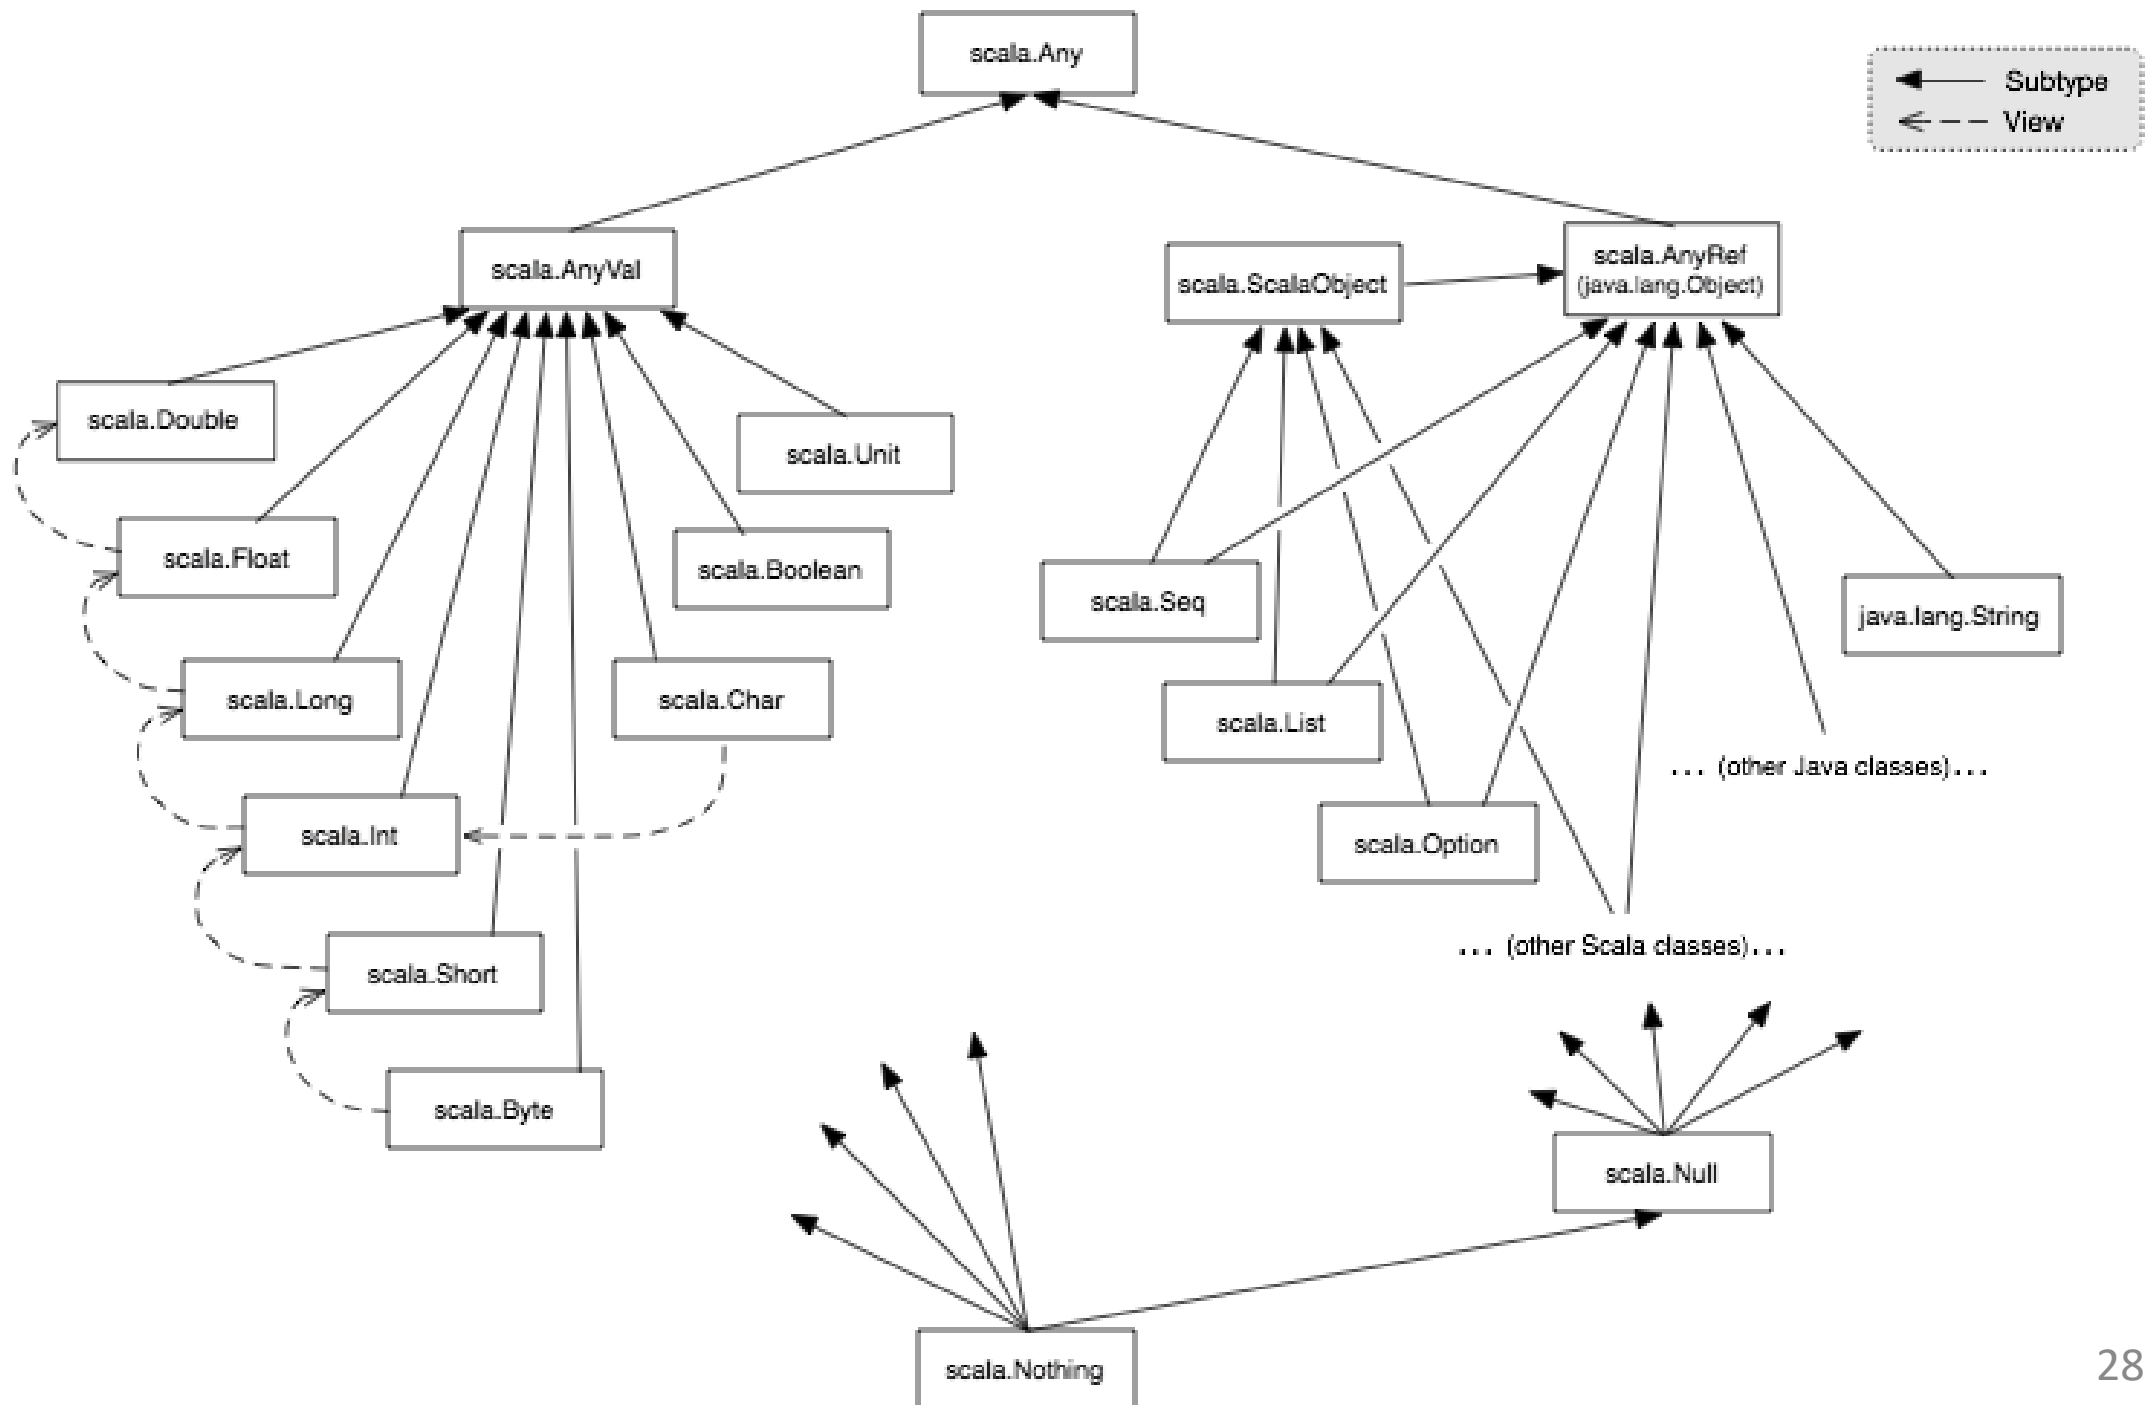 scala.Any
Subtype
View
scala.AnyVal
scala.ScalaObject
scala.AnyRef
(java.lang.Object)
scala.Double
scala.Unit
scala.Float
scala.Boolean
scala.Seq
java.lang.String
scala.Long
scala.Char
scala.List
... (other Java classes)...
scala.Int
scala.Option
... (other Scala classes)...
scala.Short
scala.Byte
scala.Null
scala.Nothing
28